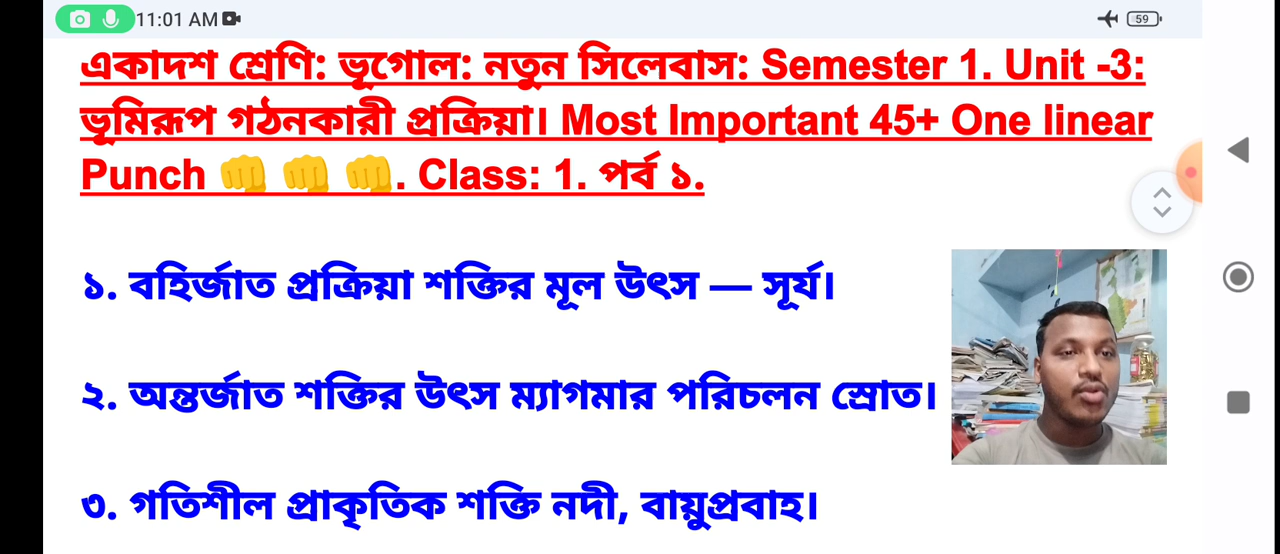 11:01 AM
59
একাদশ শ্রেণি: ভূগোল: নতুন সিলেবাস: Semester 1. Unit -3:
ভূমিরূপ গঠনকারী প্রক্রিয়া। Most Important 45+ One linear
Punch 👊 👊 👊. Class: 1. পর্ব ১.
১. বহির্জাত প্রক্রিয়া শক্তির মূল উৎস — সূর্য।
২. অন্তর্জাত শক্তির উৎস ম্যাগমার পরিচলন স্রোত।
৩. গতিশীল প্রাকৃতিক শক্তি নদী, বায়ুপ্রবাহ।